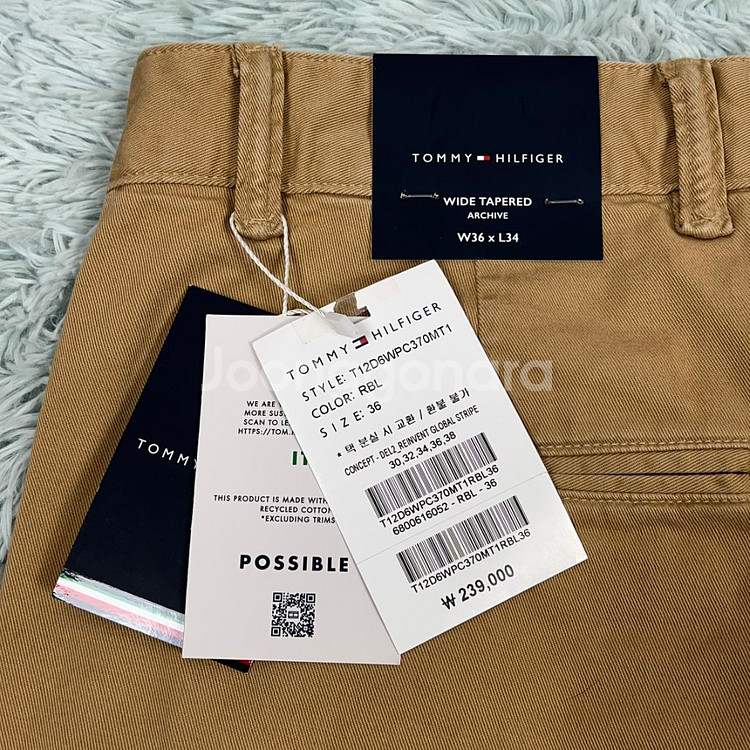 TOMMY HILFIGER
WIDE TAPERED
ARCHIVE
W36 x L34
TOMMY HILFIGER
STYLE: T12D6WPC370MT1
COLOR: RBL
SIZE: 36
* 택 분실 시 교환 / 환불 불가
CONCEPT - DEL2_REINVENT GLOBAL STRIPE
30,32,34,36,38
T12D6WPC370MT1RBL36
6800616052 - RBL - 36
T12D6WPC370MT1RBL36
₩ 239,000
WE ARE
MORE SUS
SCAN TO LE
HTTPS://TOM.
THIS PRODUCT IS MADE WITH
RECYCLED COTTON
*EXCLUDING TRIMS
POSSIBLE
TOMMY
Joongonara